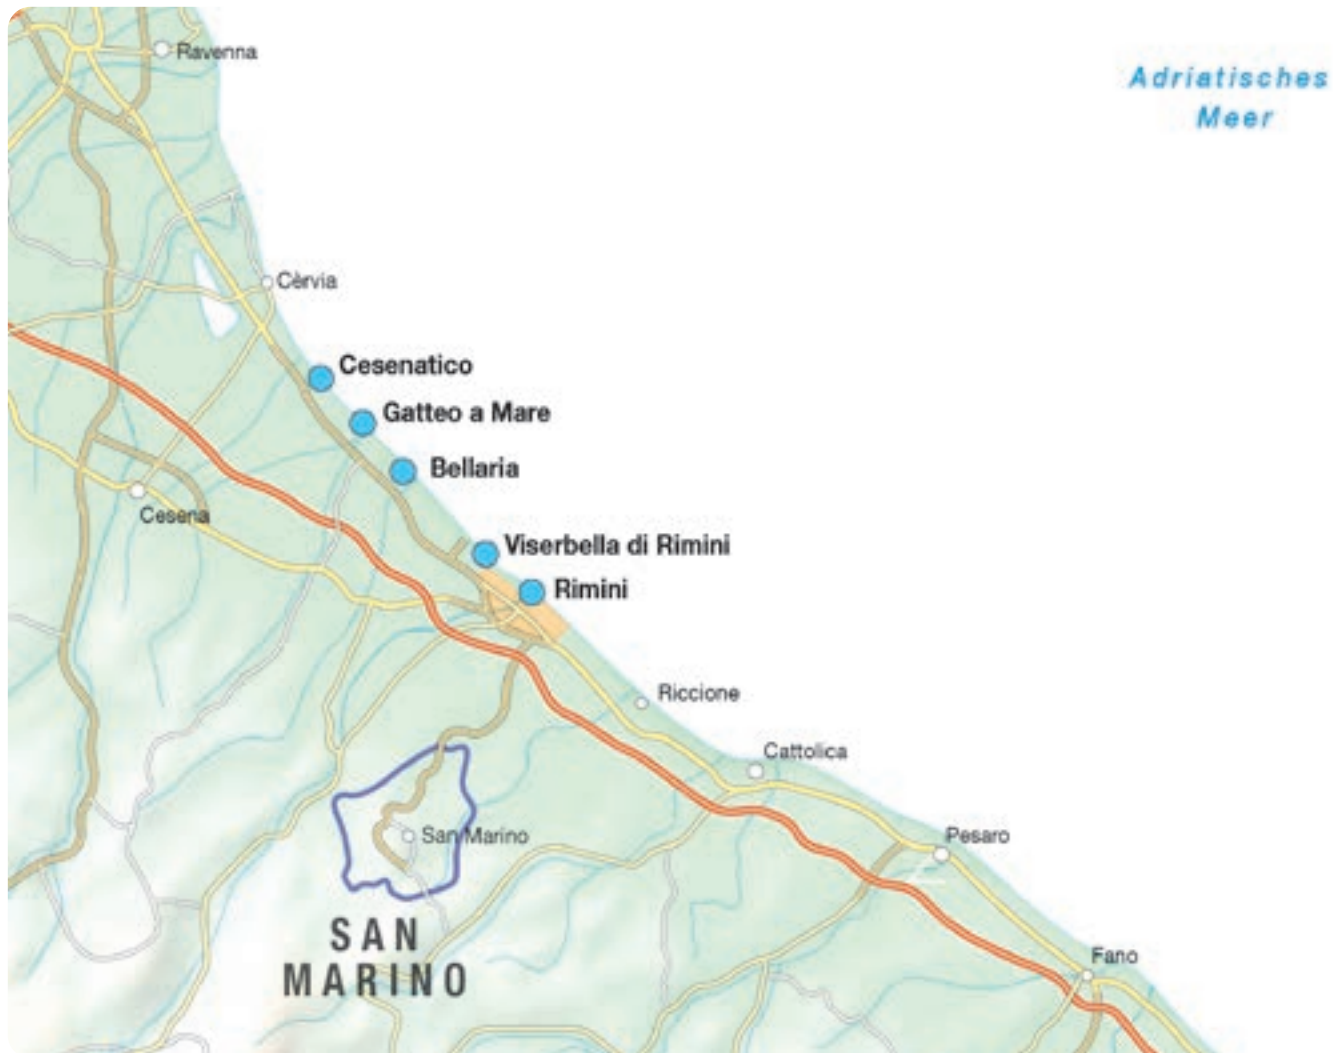 Ravenna
Adriatisches
Meer
Cèrvia
Cesenatico
Gatteo a Mare
Bellaria
Cesena
Viserbella di Rimini
Rimini
Riccione
Cattolica
San Marino
Pesaro
SAN
MARINO
Fano